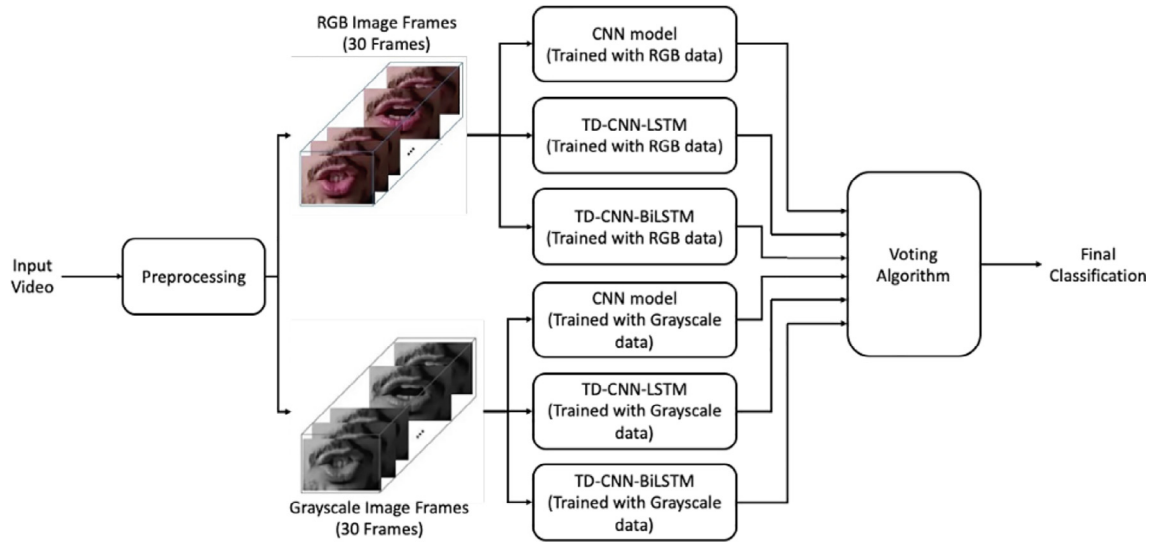 RGB Image Frames
(30 Frames)
CNN model
(Trained with RGB data)
TD-CNN-LSTM
(Trained with RGB data)
TD-CNN-BiLSTM
(Trained with RGB data)
Input
Video
Preprocessing
Voting
Algorithm
Final
Classification
CNN model
(Trained with Grayscale
data)
TD-CNN-LSTM
(Trained with Grayscale
data)
TD-CNN-BiLSTM
(Trained with Grayscale
data)
Grayscale Image Frames
(30 Frames)